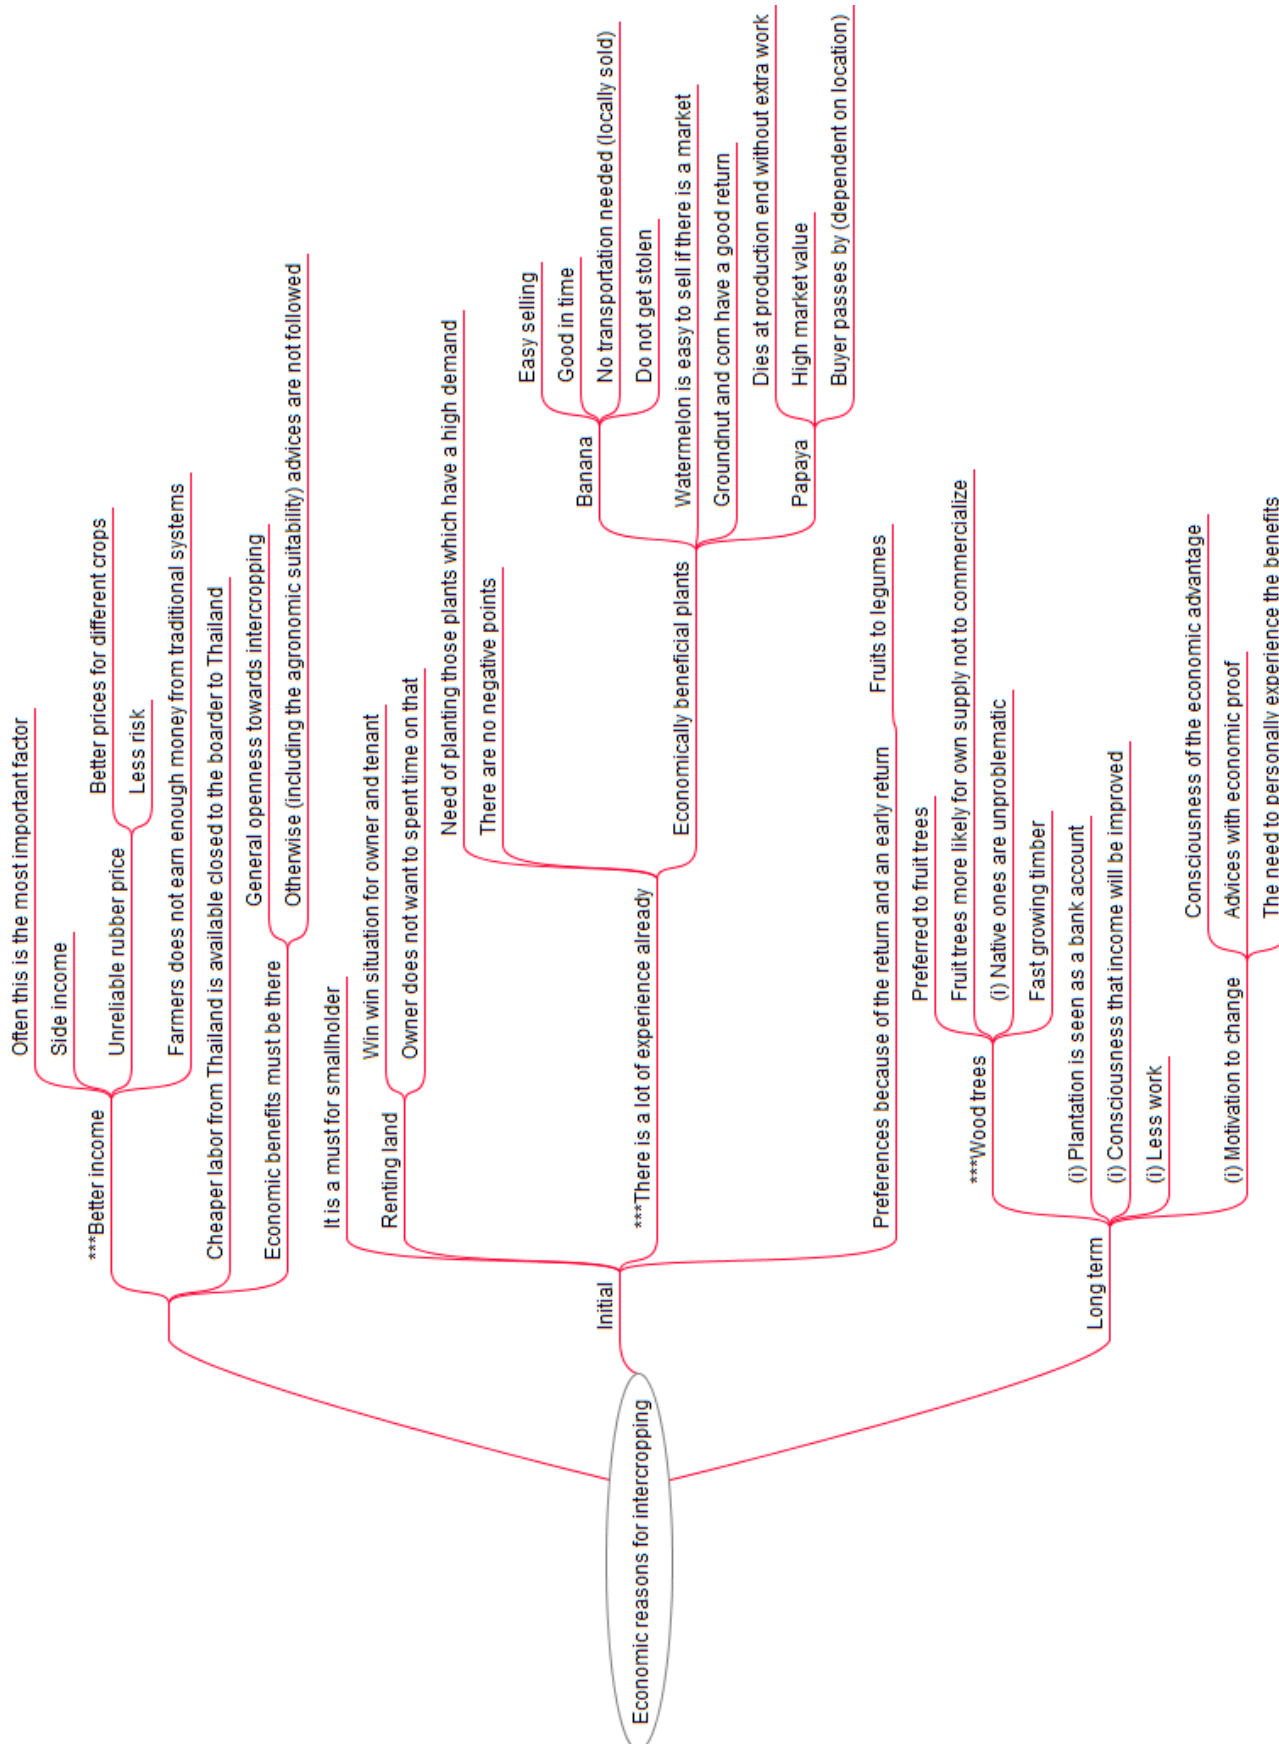 Economic reasons for intercropping
***Better income
Often this is the most important factor
Side income
Unreliable rubber price
Better prices for different crops
Less risk
Farmers does not earn enough money from traditional systems
Cheaper labor from Thailand is available closed to the boarder to Thailand
Economic benefits must be there
General openness towards intercropping
Otherwise (including the agronomic suitability) advices are not followed
Initial
It is a must for smallholder
Renting land
Win win situation for owner and tenant
Owner does not want to spent time on that
***There is a lot of experience already
Need of planting those plants which have a high demand
There are no negative points
Economically beneficial plants
Banana
Easy selling
Good in time
No transportation needed (locally sold)
Do not get stolen
Watermelon is easy to sell if there is a market
Groundnut and corn have a good return
Papaya
Dies at production end without extra work
High market value
Buyer passes by (dependent on location)
Preferences because of the return and an early return
Fruits to legumes
Long term
***Wood trees
Preferred to fruit trees
Fruit trees more likely for own supply not to commercialize
(i) Native ones are unproblematic
Fast growing timber
(i) Plantation is seen as a bank account
(i) Consciousness that income will be improved
(i) Less work
(i) Motivation to change
Consciousness of the economic advantage
Advices with economic proof
The need to personally experience the benefits